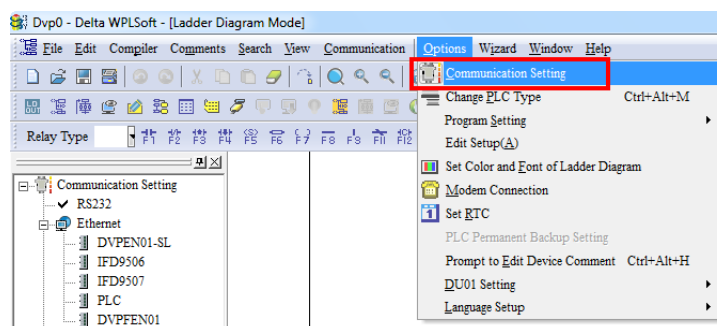 Dvp0 - Delta WPLSoft - [Ladder Diagram Mode]
File Edit Compiler Comments Search View Communication Options Wizard Window Help
Communication Setting
Change PLC Type Ctrl+Alt+M
Program Setting
Edit Setup(A)
Set Color and Font of Ladder Diagram
Modem Connection
Set RTC
PLC Permanent Backup Setting
Prompt to Edit Device Comment Ctrl+Alt+H
DU01 Setting
Language Setup
Relay Type F1 F2 F3 F4 F5 F6 F7 F8 F9 F11 F12
Communication Setting
RS232
Ethernet
DVPEN01-SL
IFD9506
IFD9507
PLC
DVPFEN01